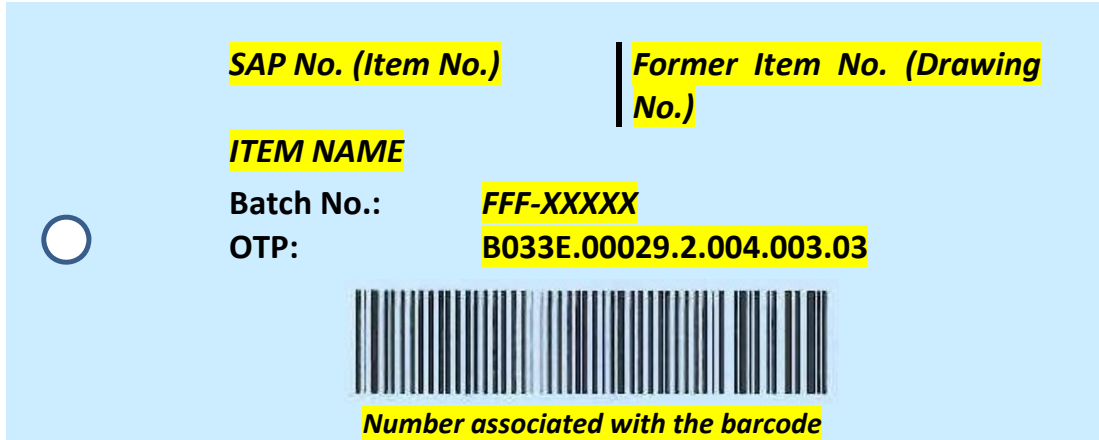 SAP No. (Item No.)
Former Item No. (Drawing
No.)
ITEM NAME
Batch No.: FFF-XXXXX
OTP: B033E.00029.2.004.003.03
Number associated with the barcode